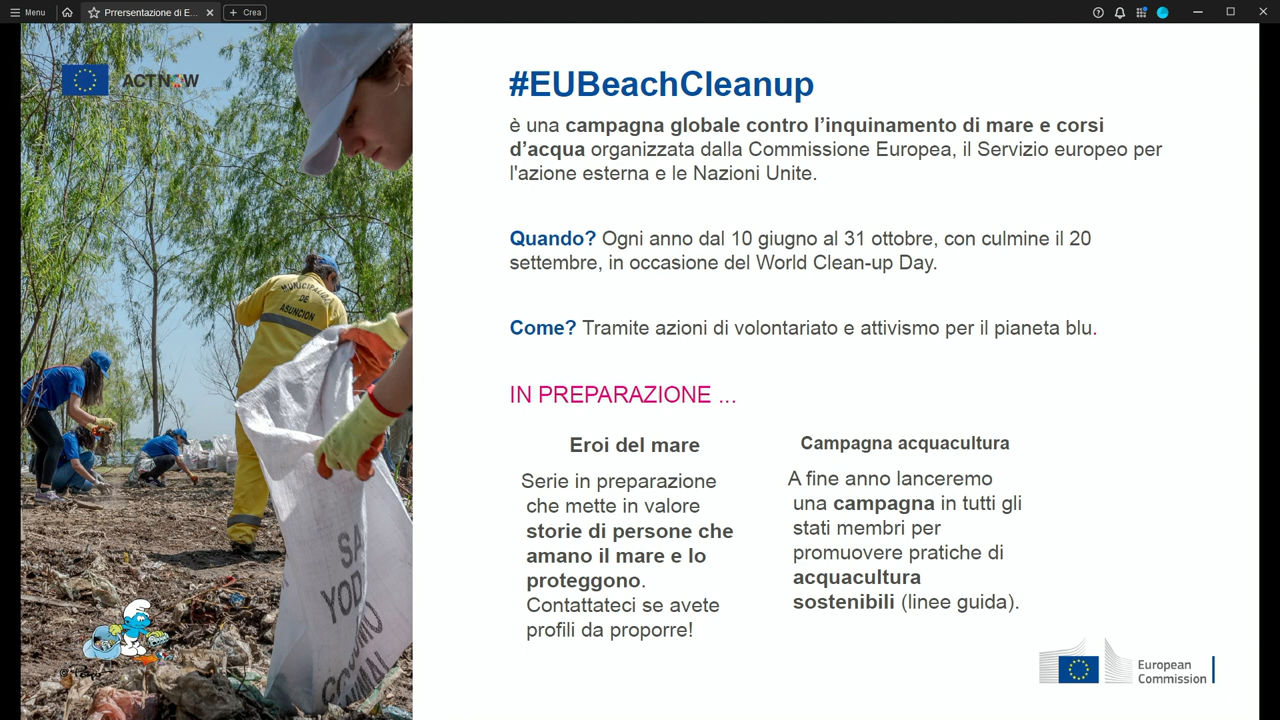 Menu
Prrersentazione di E...
Crea
ACTNOW
MUNICIPALIDAD
DE
ASUNCION
SA
YOD
#EUBeachCleanup
è una campagna globale contro l’inquinamento di mare e corsi
d’acqua organizzata dalla Commissione Europea, il Servizio europeo per
l'azione esterna e le Nazioni Unite.
Quando? Ogni anno dal 10 giugno al 31 ottobre, con culmine il 20
settembre, in occasione del World Clean-up Day.
Come? Tramite azioni di volontariato e attivismo per il pianeta blu.
IN PREPARAZIONE ...
Eroi del mare
Serie in preparazione
che mette in valore
storie di persone che
amano il mare e lo
proteggono.
Contattateci se avete
profili da proporre!
Campagna acquacultura
A fine anno lanceremo
una campagna in tutti gli
stati membri per
promuovere pratiche di
acquacultura
sostenibili (linee guida).
European
Commission